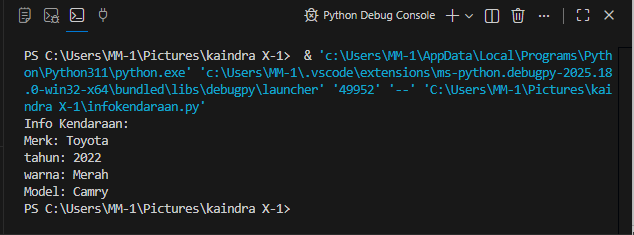 Python Debug Console
PS C:\Users\MM-1\Pictures\kaindra X-1>  & 'c:\Users\MM-1\AppData\Local\Programs\Pyth
on\Python311\python.exe' 'c:\Users\MM-1\.vscode\extensions\ms-python.debugpy-2025.18
.0-win32-x64\bundled\libs\debugpy\launcher' '49952' '--' 'C:\Users\MM-1\Pictures\kai
ndra X-1\infokendaraan.py'
Info Kendaraan:
Merk: Toyota
tahun: 2022
warna: Merah
Model: Camry
PS C:\Users\MM-1\Pictures\kaindra X-1>